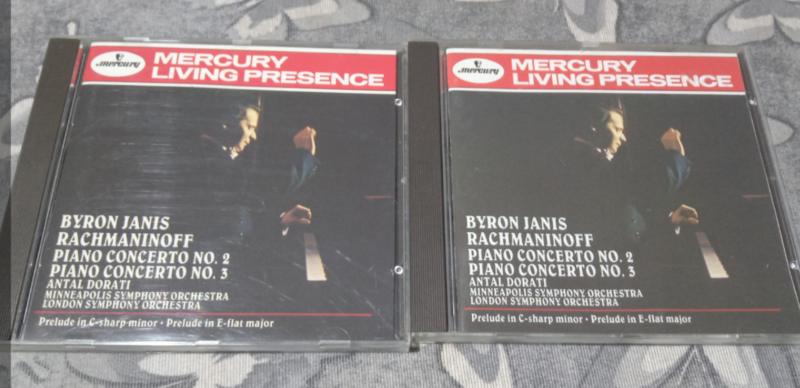 mercury
MERCURY
LIVING PRESENCE
BYRON JANIS
RACHMANINOFF
PIANO CONCERTO NO. 2
PIANO CONCERTO NO. 3
ANTAL DORATI
MINNEAPOLIS SYMPHONY ORCHESTRA
LONDON SYMPHONY ORCHESTRA
Prelude in C-sharp minor · Prelude in E-flat major
mercury
MERCURY
LIVING PRESENCE
BYRON JANIS
RACHMANINOFF
PIANO CONCERTO NO. 2
PIANO CONCERTO NO. 3
ANTAL DORATI
MINNEAPOLIS SYMPHONY ORCHESTRA
LONDON SYMPHONY ORCHESTRA
Prelude in C-sharp minor · Prelude in E-flat major